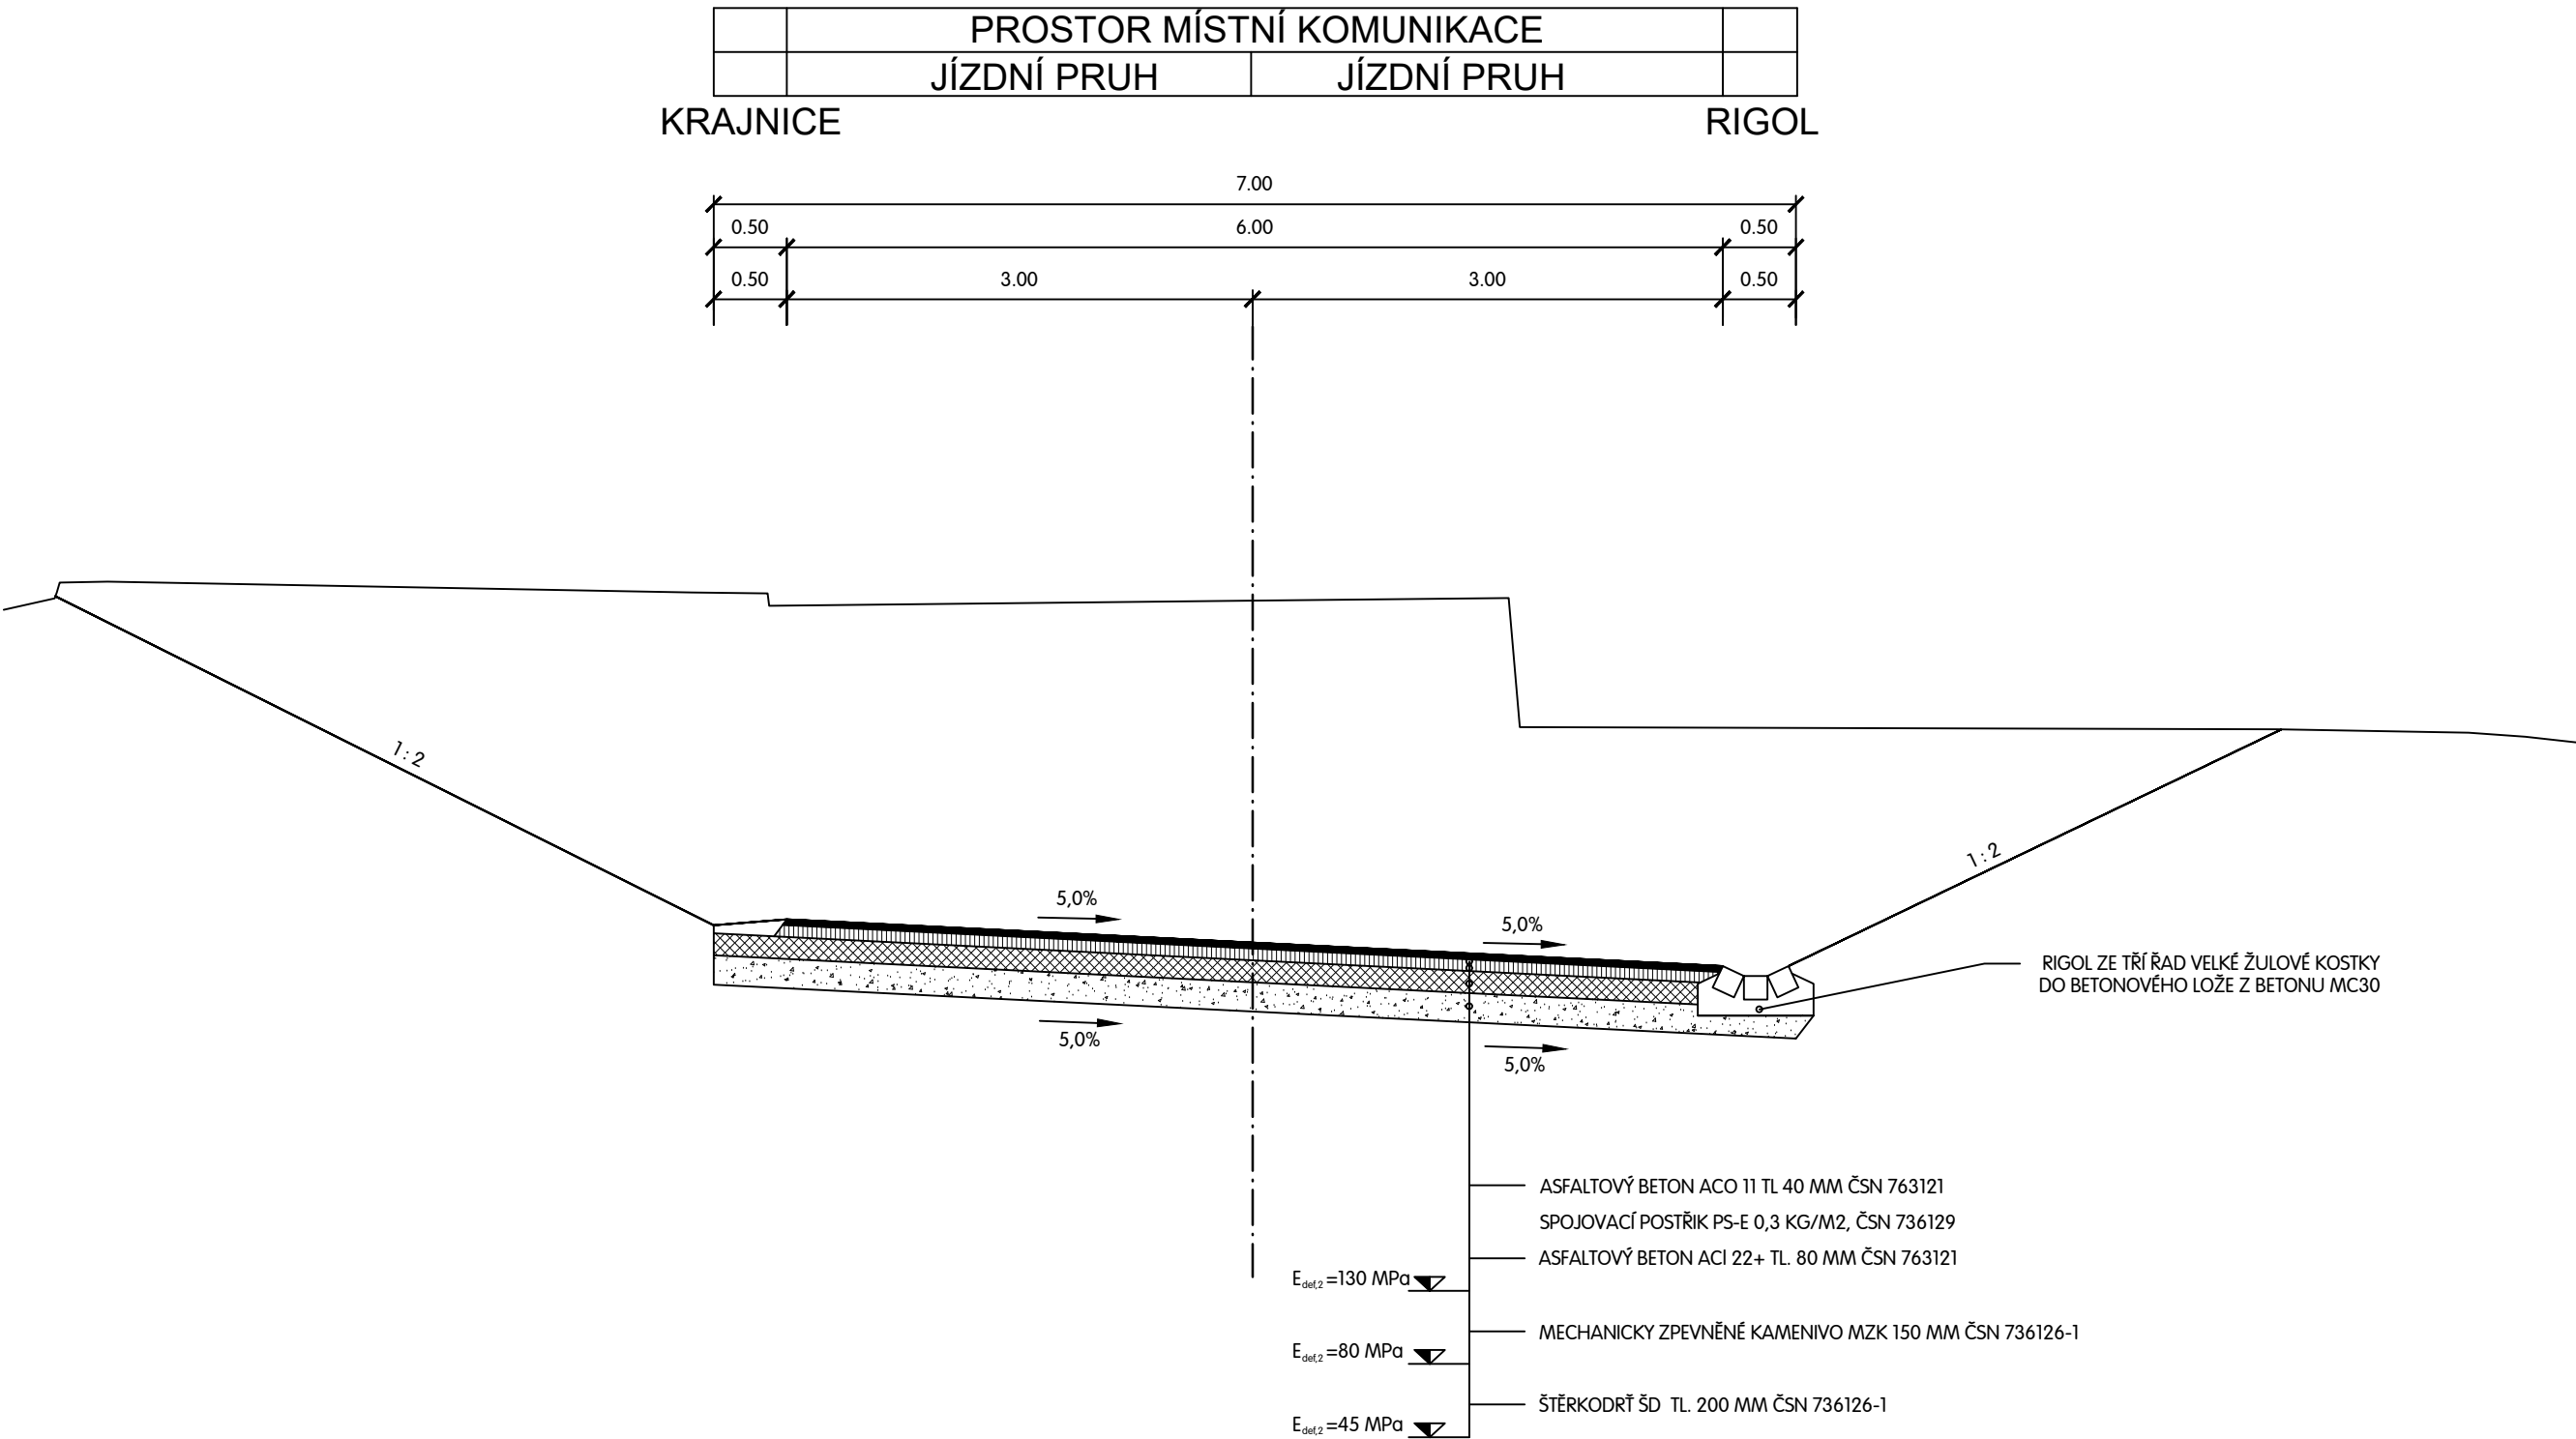 PROSTOR MÍSTNÍ KOMUNIKACE
JÍZDNÍ PRUH JÍZDNÍ PRUH
KRAJNICE RIGOL
7.00
0.50 6.00 0.50
0.50 3.00 3.00 0.50
1:2
1:2
5,0%
5,0%
RIGOL ZE TŘÍ ŘAD VELKÉ ŽULOVÉ KOSTKY
DO BETONOVÉHO LOŽE Z BETONU MC30
5,0%
5,0%
ASFALTOVÝ BETON ACO 11 TL 40 MM ČSN 763121
SPOJOVACÍ POSTŘIK PS-E 0,3 KG/M2, ČSN 736129
ASFALTOVÝ BETON ACl 22+ TL. 80 MM ČSN 763121
Edef,2 =130 MPa
MECHANICKY ZPEVNĚNÉ KAMENIVO MZK 150 MM ČSN 736126-1
Edef,2 =80 MPa
ŠTĚRKODRŤ ŠD TL. 200 MM ČSN 736126-1
Edef,2 =45 MPa